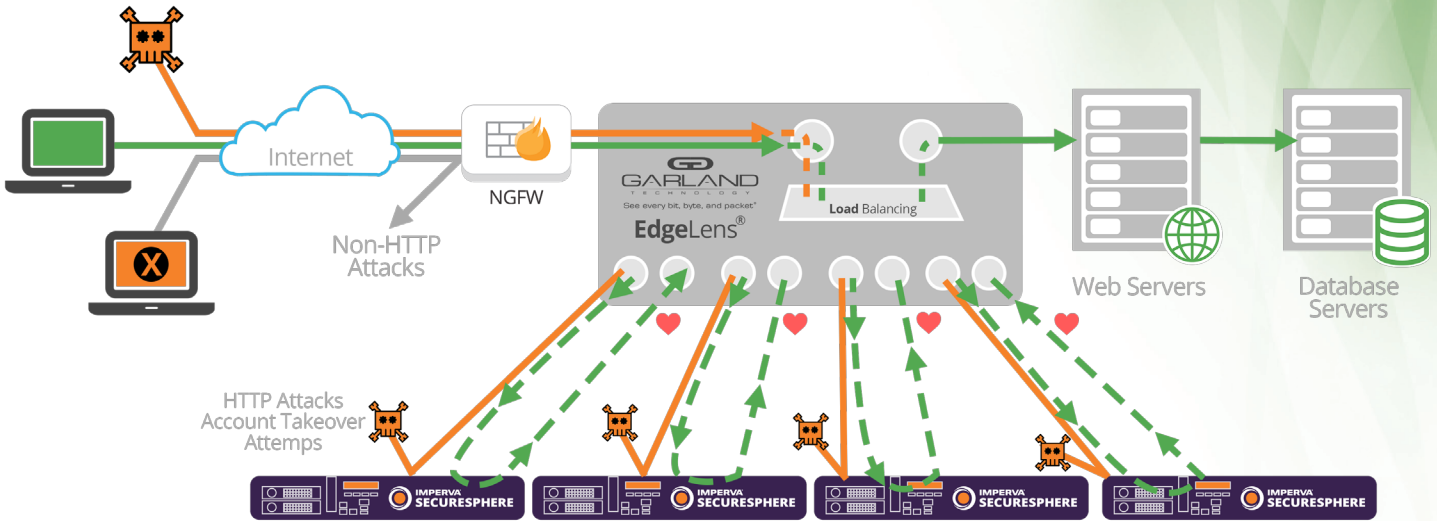 Internet
NGFW
Non-HTTP
Attacks
GARLAND
TECHNOLOGY
See every bit, byte, and packet®
EdgeLens®
Load Balancing
Web Servers
Database
Servers
X
HTTP Attacks
Account Takeover
Attemps
IMPERVA
SECURESPHERE
IMPERVA
SECURESPHERE
IMPERVA
SECURESPHERE
IMPERVA
SECURESPHERE